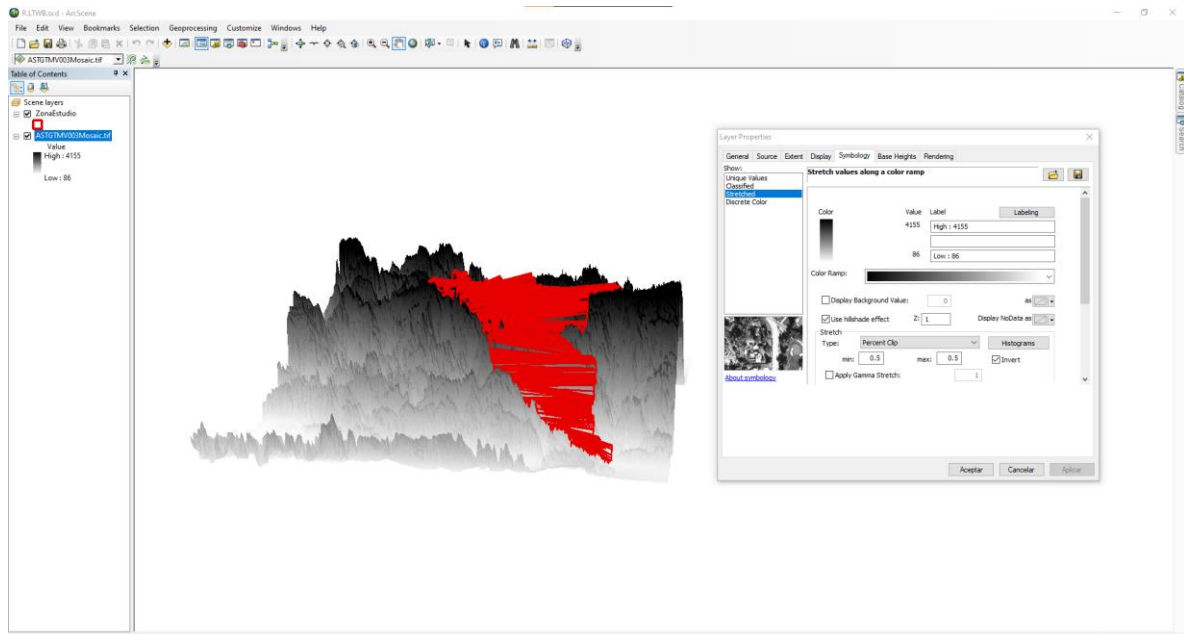 R.LTWB.sxd - ArcScene
File Edit View Bookmarks Selection Geoprocessing Customize Windows Help
ASTGTMV003Mosaic.tif
Table of Contents
Scene layers
ZonaEstudio
ASTGTMV003Mosaic.tif
Value
High : 4155
Low : 86
Catalog
Search
Layer Properties
General Source Extent Display Symbology Base Heights Rendering
Show:
Unique Values
Classified
Stretched
Discrete Color
About symbology
Stretch values along a color ramp
Color Value Label Labeling
4155 High : 4155
86 Low : 86
Color Ramp:
Display Background Value: 0 as
Use hillshade effect Z: 1 Display NoData as
Stretch
Type: Percent Clip Histograms
min: 0.5 max: 0.5 Invert
Apply Gamma Stretch: 1
Aceptar Cancelar Aplicar